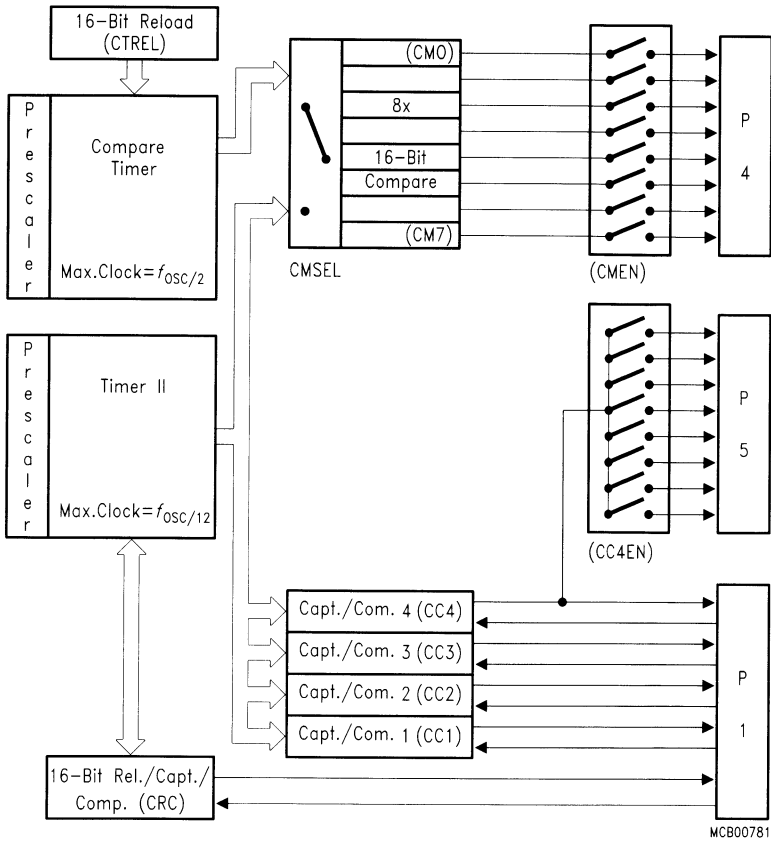 16-Bit Reload
(CTREL)
Prescaler
Compare
Timer
Max.Clock=fOSC/2
(CM0)
8x
16-Bit
Compare
(CM7)
CMSEL
(CMEN)
P
4
Prescaler
Timer II
Max.Clock=fOSC/12
(CC4EN)
P
5
Capt./Com. 4 (CC4)
Capt./Com. 3 (CC3)
Capt./Com. 2 (CC2)
Capt./Com. 1 (CC1)
P
1
16-Bit Rel./Capt./
Comp. (CRC)
MCB00781